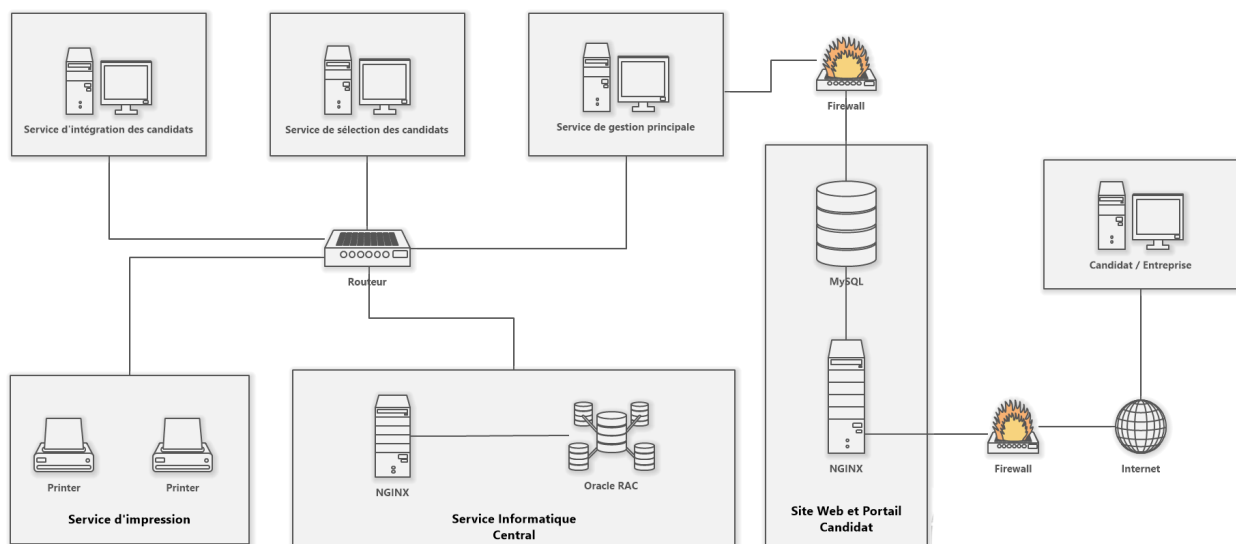 Service d'intégration des candidats
Service de sélection des candidats
Service de gestion principale
Firewall
Candidat / Entreprise
Routeur
MySQL
Printer
Printer
NGINX
Oracle RAC
NGINX
Firewall
Internet
Service d'impression
Service Informatique
Central
Site Web et Portail
Candidat